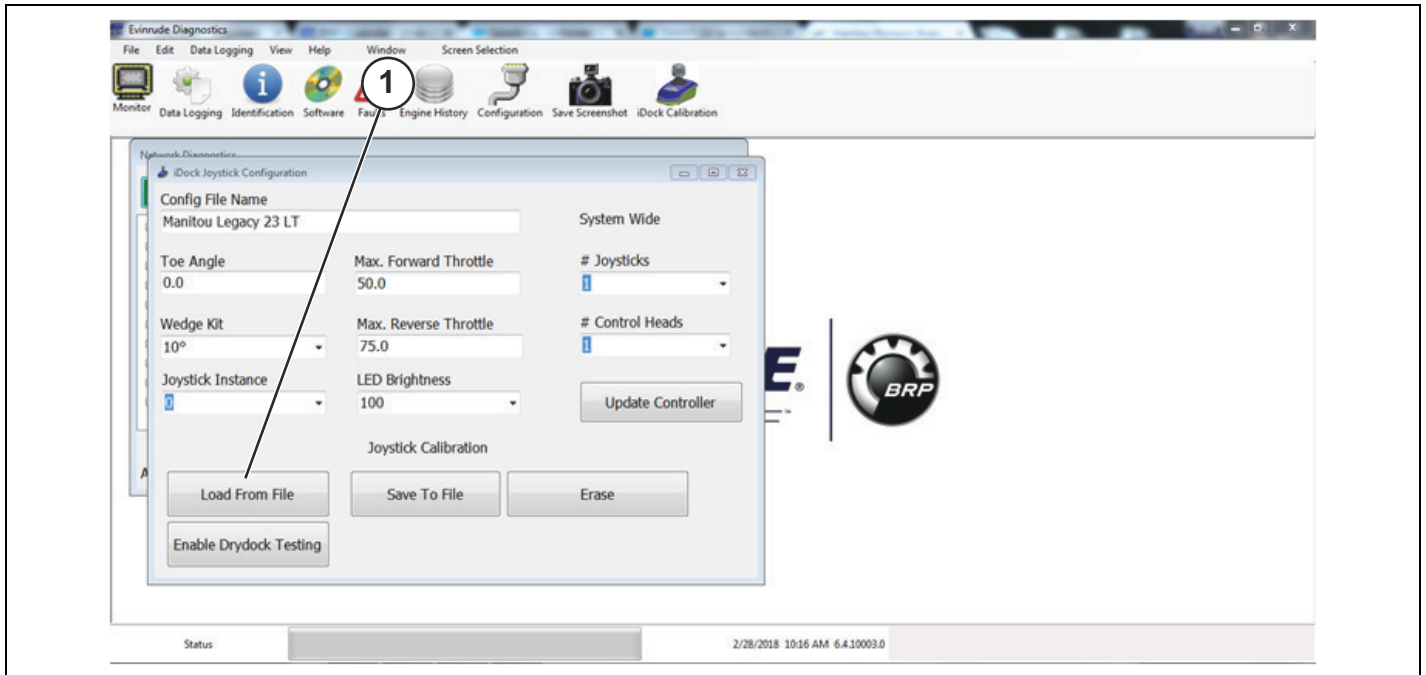 Evinrude Diagnostics
File Edit Data Logging View Help Window Screen Selection
1
Monitor Data Logging Identification Software Faults Engine History Configuration Save Screenshot iDock Calibration
Network Diagnostics
iDock Joystick Configuration
Config File Name
Manitou Legacy 23 LT
System Wide
Toe Angle Max. Forward Throttle # Joysticks
0.0 50.0 1
Wedge Kit Max. Reverse Throttle # Control Heads
10° 75.0 1
Joystick Instance LED Brightness
0 100 Update Controller
E®
BRP
Joystick Calibration
A
Load From File Save To File Erase
Enable Drydock Testing
Status 2/28/2018 10:16 AM 6.4.10003.0